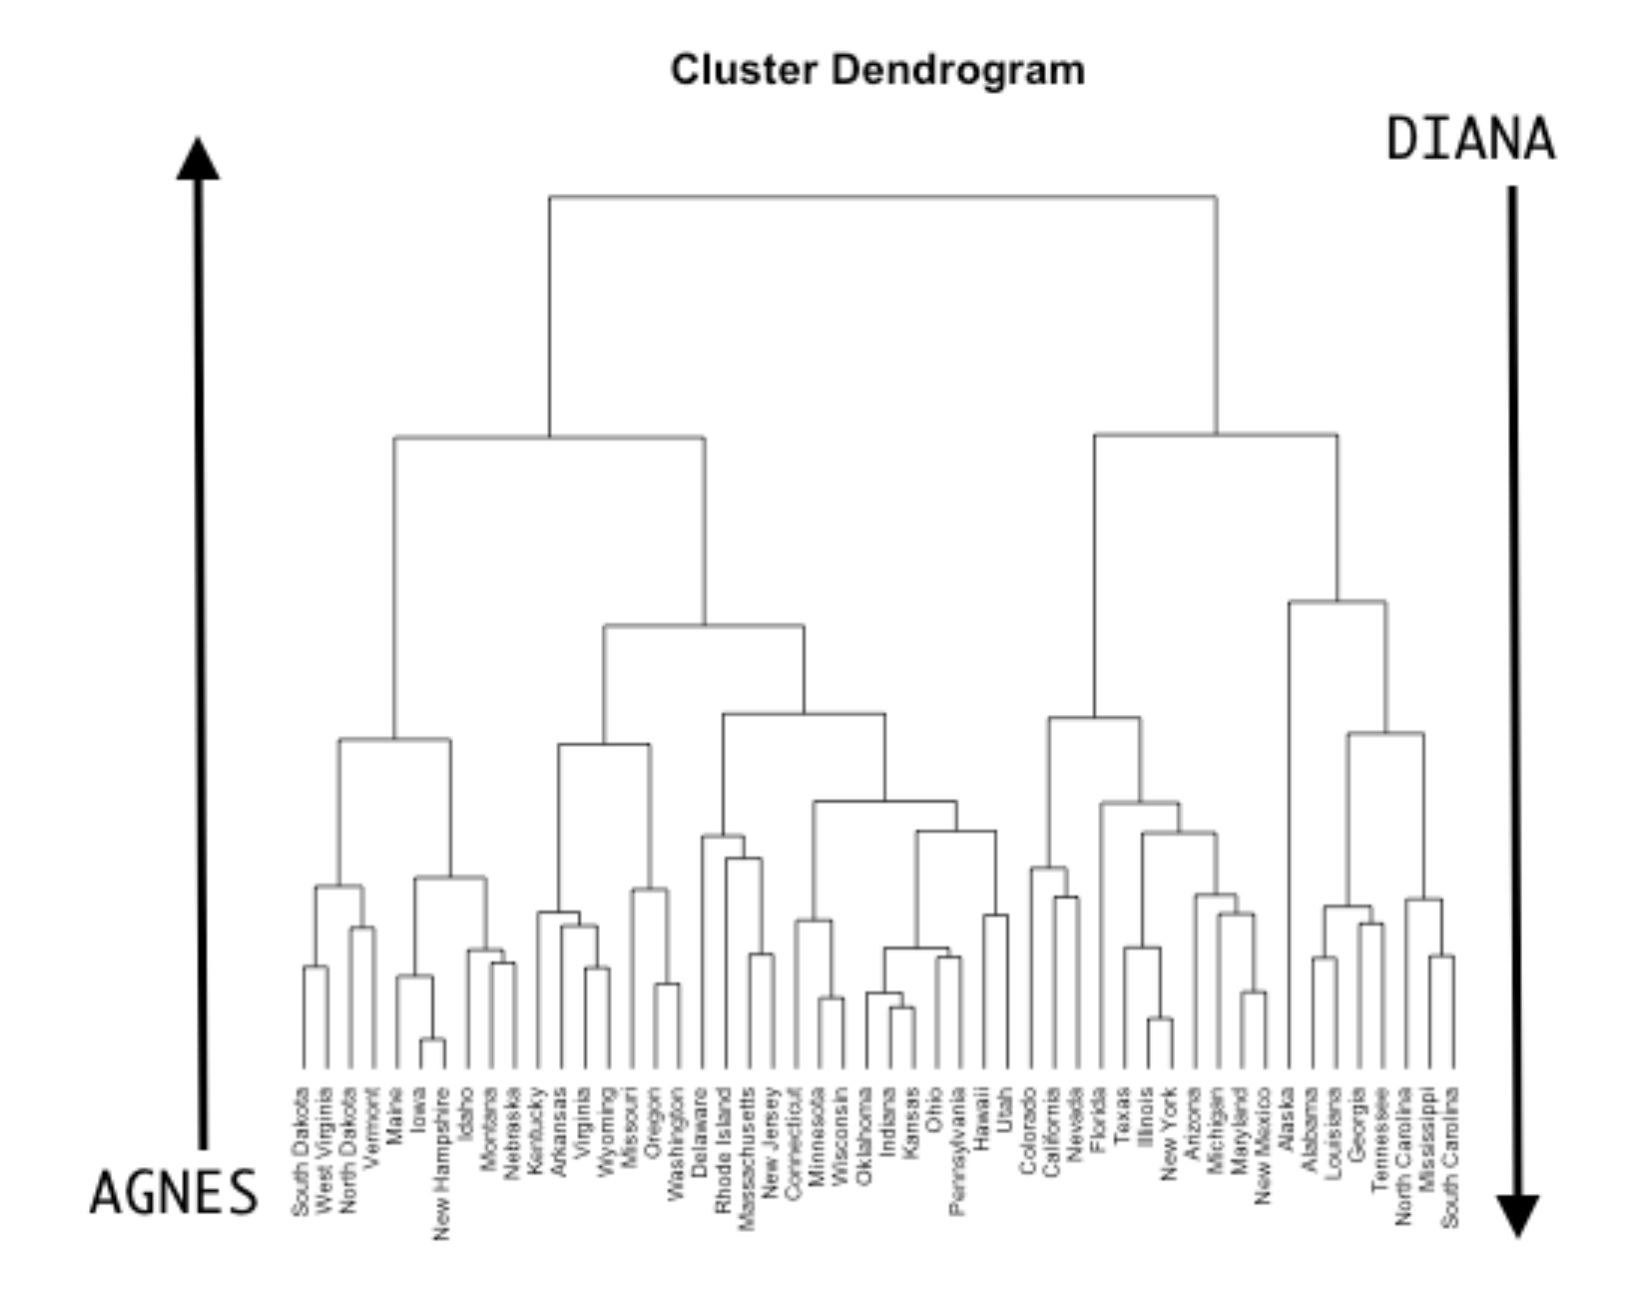 Cluster Dendrogram
DIANA
AGNES
South Dakota
West Virginia
North Dakota
Vermont
Maine
Iowa
New Hampshire
Idaho
Montana
Nebraska
Kentucky
Arkansas
Virginia
Wyoming
Missouri
Oregon
Washington
Delaware
Rhode Island
Massachusetts
New Jersey
Connecticut
Minnesota
Wisconsin
Oklahoma
Indiana
Kansas
Ohio
Pennsylvania
Hawaii
Utah
Colorado
California
Nevada
Florida
Texas
Illinois
New York
Arizona
Michigan
Maryland
New Mexico
Alaska
Alabama
Louisiana
Georgia
Tennessee
North Carolina
Mississippi
South Carolina